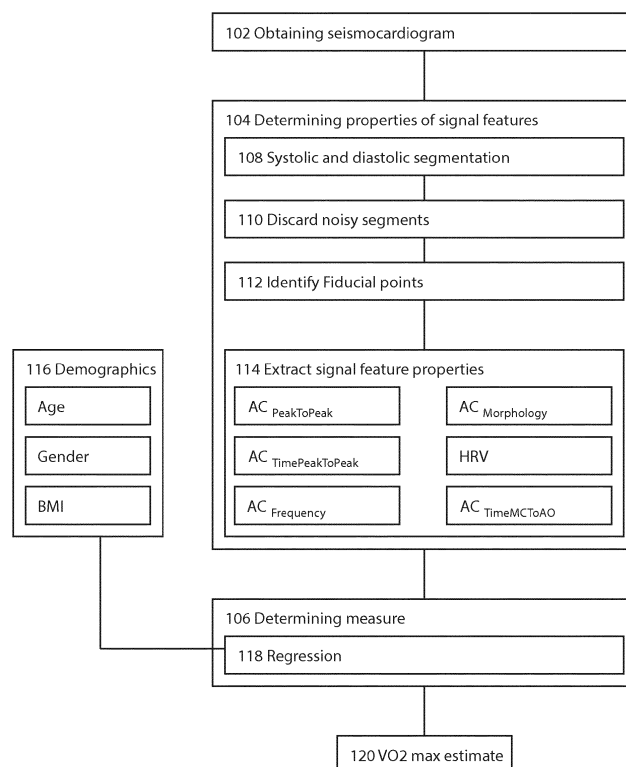 102 Obtaining seismocardiogram
104 Determining properties of signal features
108 Systolic and diastolic segmentation
110 Discard noisy segments
112 Identify Fiducial points
116 Demographics
Age
Gender
BMI
114 Extract signal feature properties
AC PeakToPeak
AC Morphology
AC TimePeakToPeak
HRV
AC Frequency
AC TimeMCToAO
106 Determining measure
118 Regression
120 VO2 max estimate